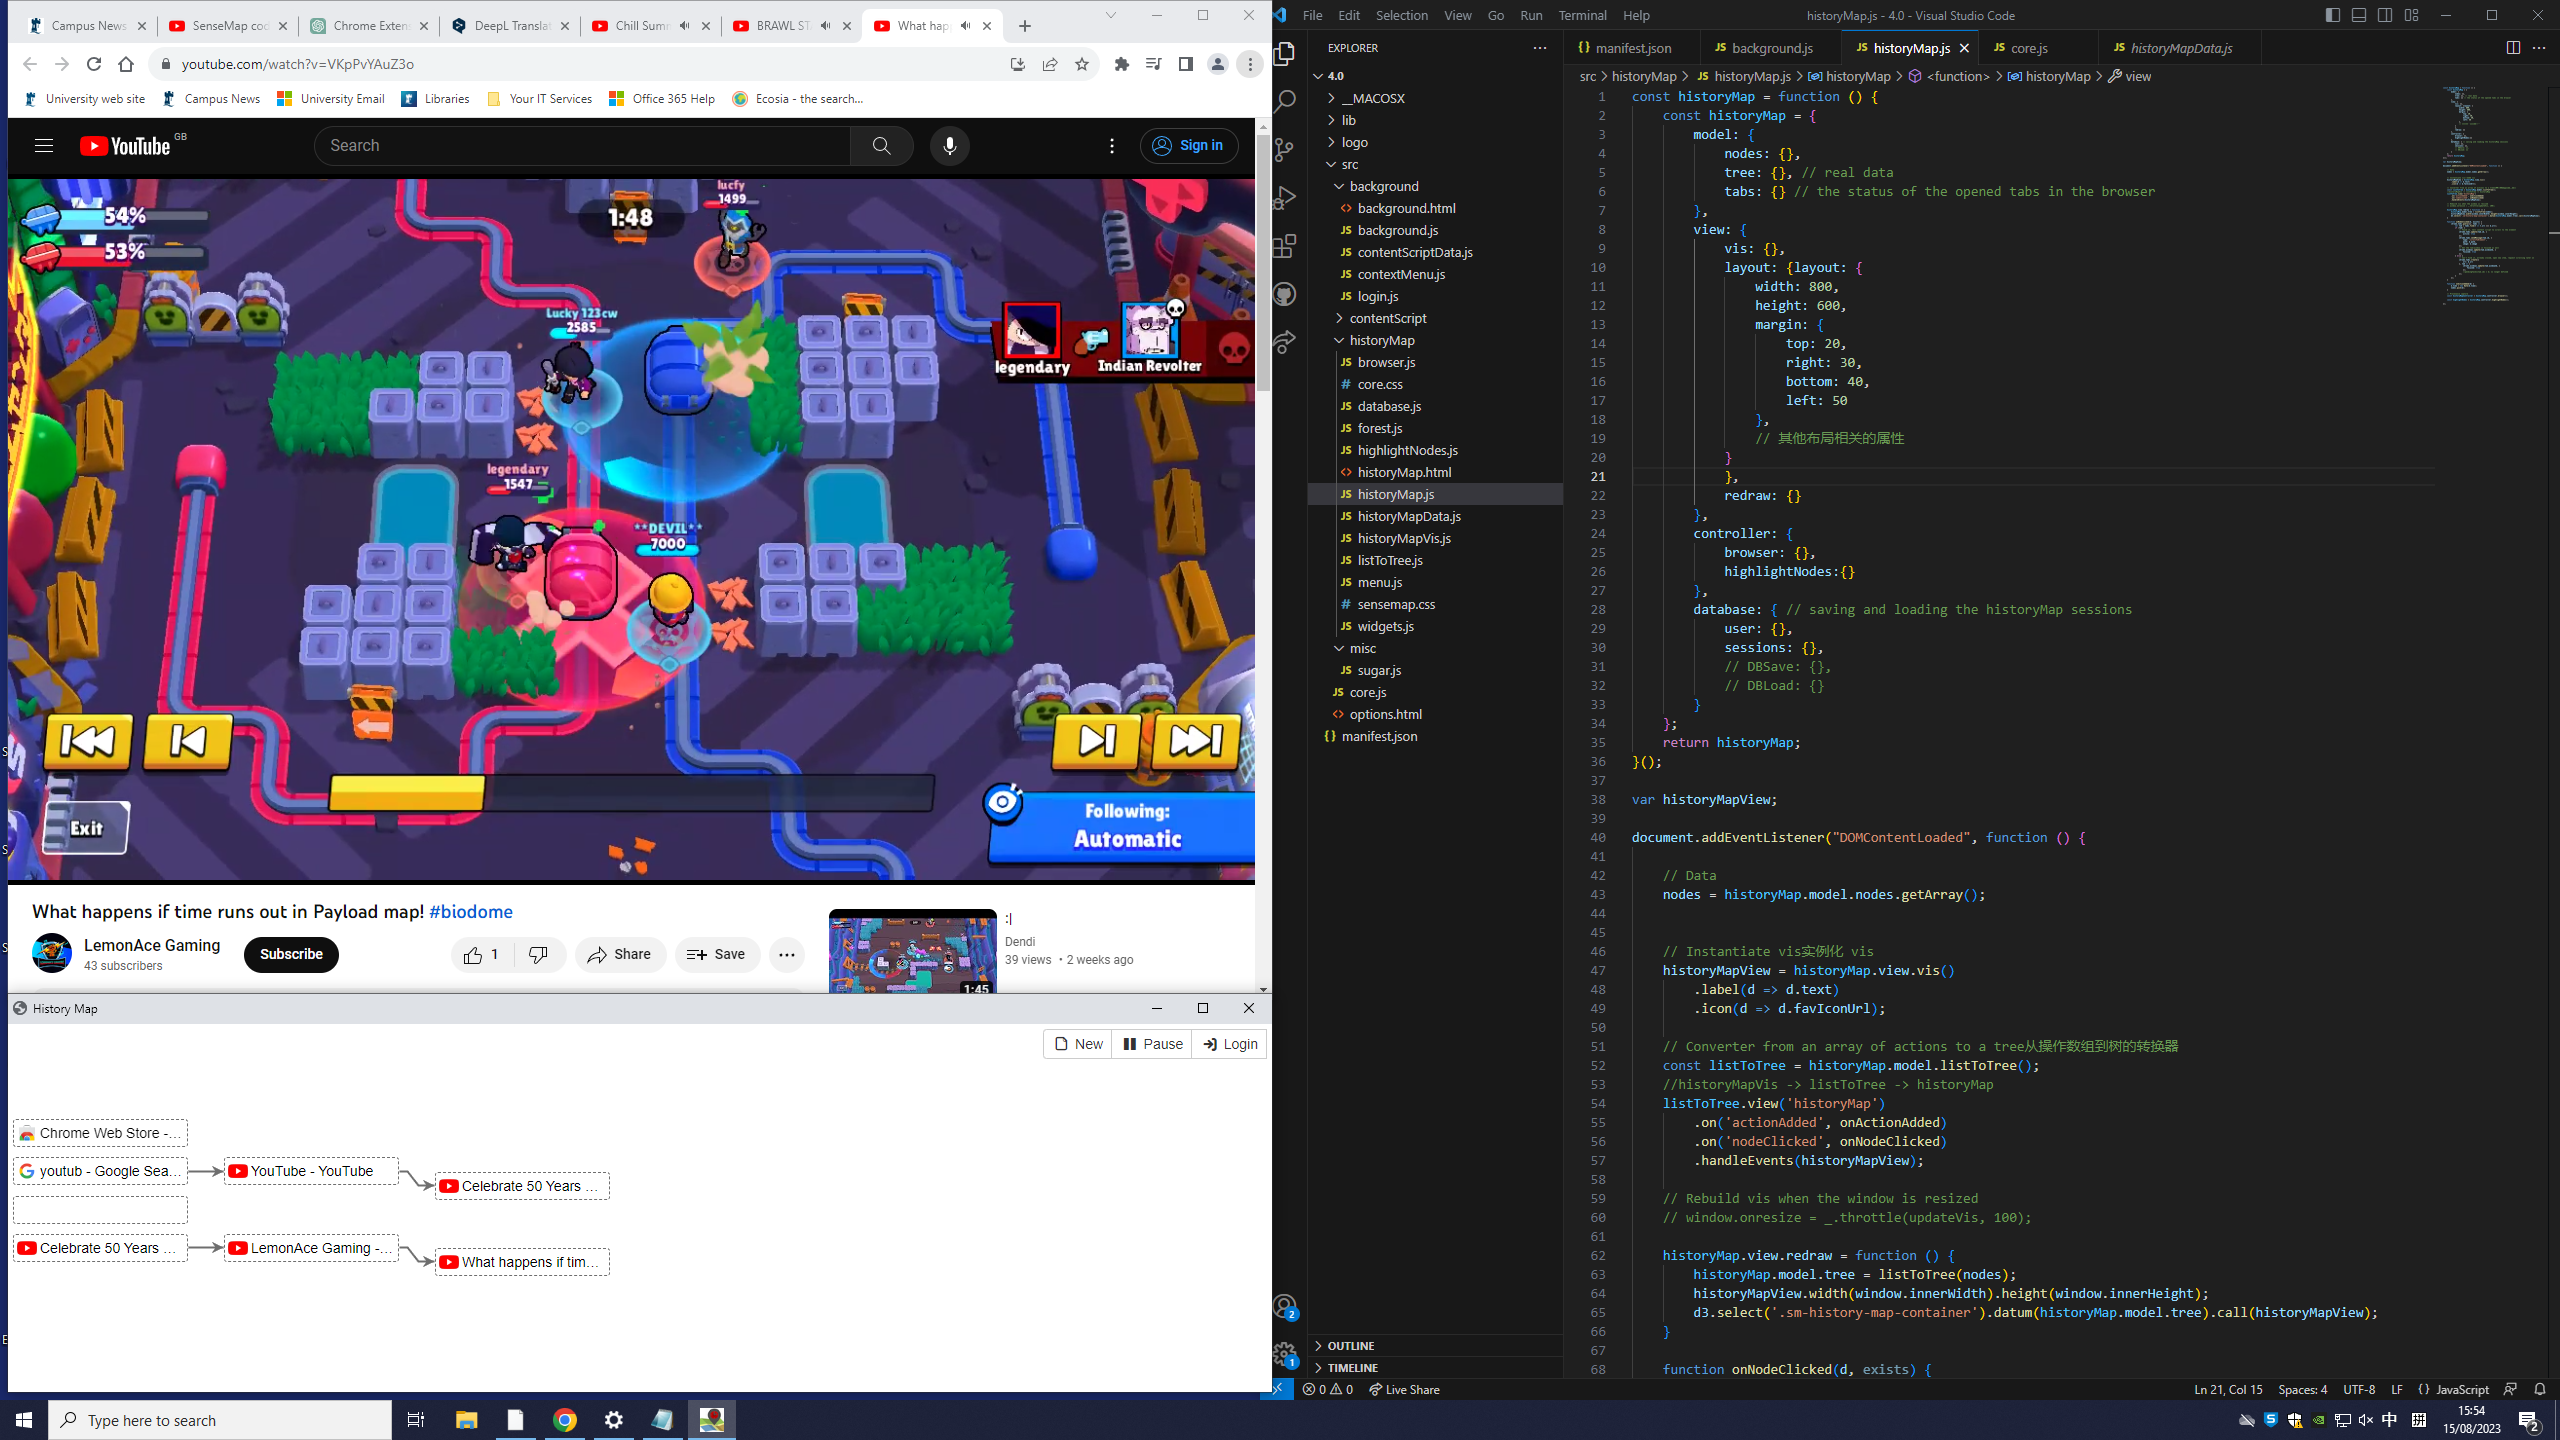 Campus News
SenseMap cod
Chrome Exten
DeepL Translat
Chill Sum
BRAWL ST
What hap
youtube.com/watch?v=VKpPvYAuZ3o
University web site
Campus News
University Email
Libraries
Your IT Services
Office 365 Help
Ecosia - the search...
YouTube GB
Search
Sign in
54%
53%
1:48
lucfy
1499
Lucky 123cw
2585
legendary
Indian Revolter
legendary
1547
**DEVIL**
7000
Exit
Following:
Automatic
What happens if time runs out in Payload map! #biodome
LemonAce Gaming
43 subscribers
Subscribe
1
Share
Save
:|
Dendi
39 views • 2 weeks ago
1:45
History Map
New
Pause
Login
Chrome Web Store -...
youtub - Google Sea...
YouTube - YouTube
Celebrate 50 Years ...
Celebrate 50 Years ...
LemonAce Gaming -...
What happens if tim...
File Edit Selection View Go Run Terminal Help
historyMap.js - 4.0 - Visual Studio Code
EXPLORER
4.0
__MACOSX
lib
logo
src
background
background.html
background.js
contentScriptData.js
contextMenu.js
login.js
contentScript
historyMap
browser.js
core.css
database.js
forest.js
highlightNodes.js
historyMap.html
historyMap.js
historyMapData.js
historyMapVis.js
listToTree.js
menu.js
sensemap.css
widgets.js
misc
sugar.js
core.js
options.html
manifest.json
OUTLINE
TIMELINE
manifest.json
background.js
historyMap.js
core.js
historyMapData.js
src > historyMap > historyMap.js > historyMap > <function> > historyMap > view
1 const historyMap = function () {
2 const historyMap = {
3 model: {
4 nodes: {},
5 tree: {}, // real data
6 tabs: {} // the status of the opened tabs in the browser
7 },
8 view: {
9 vis: {},
10 layout: {layout: {
11 width: 800,
12 height: 600,
13 margin: {
14 top: 20,
15 right: 30,
16 bottom: 40,
17 left: 50
18 },
19 // 其他布局相关的属性
20 }
21 },
22 redraw: {}
23 },
24 controller: {
25 browser: {},
26 highlightNodes:{}
27 },
28 database: { // saving and loading the historyMap sessions
29 user: {},
30 sessions: {},
31 // DBSave: {},
32 // DBLoad: {}
33 }
34 };
35 return historyMap;
36 }();
37
38 var historyMapView;
39
40 document.addEventListener("DOMContentLoaded", function () {
41
42 // Data
43 nodes = historyMap.model.nodes.getArray();
44
45
46 // Instantiate vis实例化 vis
47 historyMapView = historyMap.view.vis()
48 .label(d => d.text)
49 .icon(d => d.favIconUrl);
50
51 // Converter from an array of actions to a tree从操作数组到树的转换器
52 const listToTree = historyMap.model.listToTree();
53 //historyMapVis -> listToTree -> historyMap
54 listToTree.view('historyMap')
55 .on('actionAdded', onActionAdded)
56 .on('nodeClicked', onNodeClicked)
57 .handleEvents(historyMapView);
58
59 // Rebuild vis when the window is resized
60 // window.onresize = _.throttle(updateVis, 100);
61
62 historyMap.view.redraw = function () {
63 historyMap.model.tree = listToTree(nodes);
64 historyMapView.width(window.innerWidth).height(window.innerHeight);
65 d3.select('.sm-history-map-container').datum(historyMap.model.tree).call(historyMapView);
66 }
67
68 function onNodeClicked(d, exists) {
2
1
0 0
Live Share
Ln 21, Col 15
Spaces: 4
UTF-8
LF
JavaScript
Type here to search
中
拼
15:54
15/08/2023
2